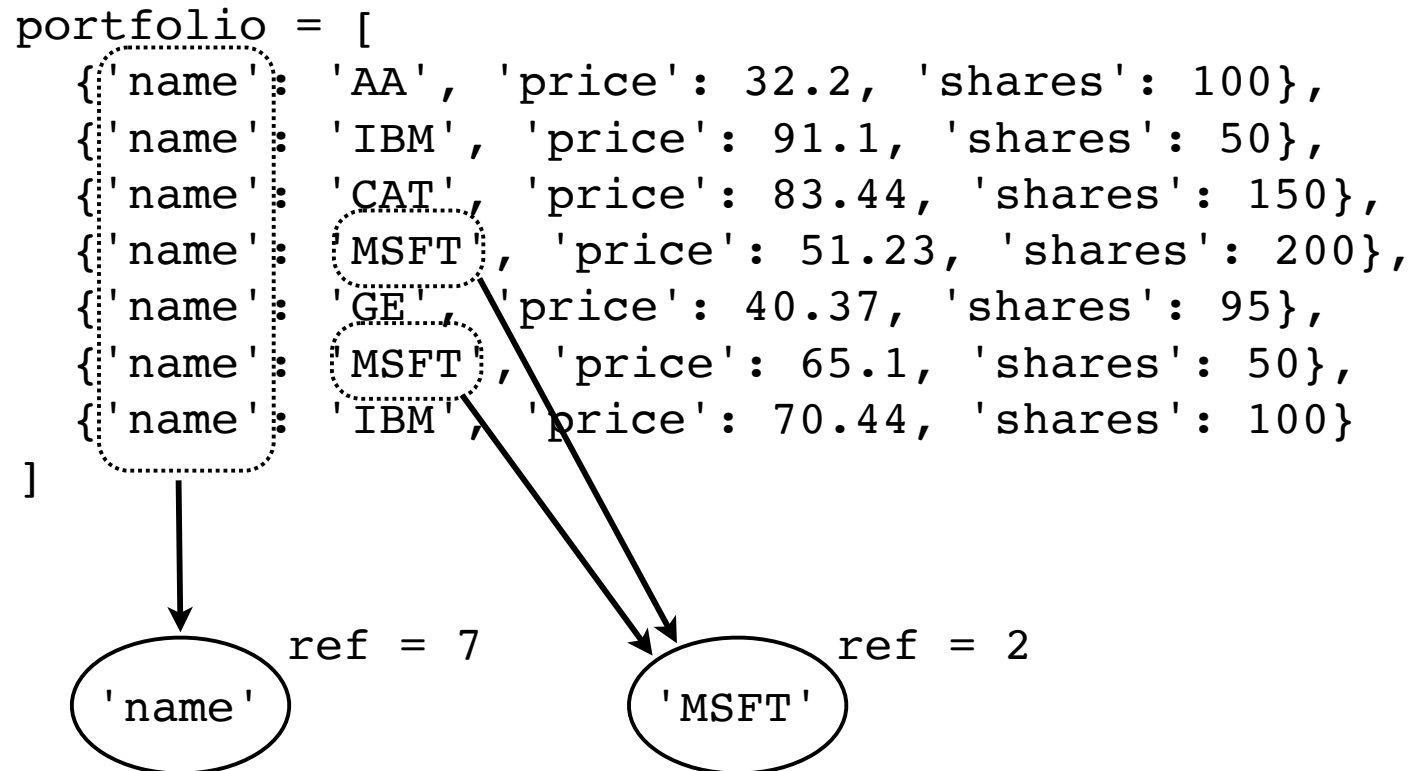 portfolio = [
{'name': 'AA', 'price': 32.2, 'shares': 100},
{'name': 'IBM', 'price': 91.1, 'shares': 50},
{'name': 'CAT', 'price': 83.44, 'shares': 150},
{'name': 'MSFT', 'price': 51.23, 'shares': 200},
{'name': 'GE', 'price': 40.37, 'shares': 95},
{'name': 'MSFT', 'price': 65.1, 'shares': 50},
{'name': 'IBM', 'price': 70.44, 'shares': 100}
]
ref = 7
ref = 2
'name'
'MSFT'